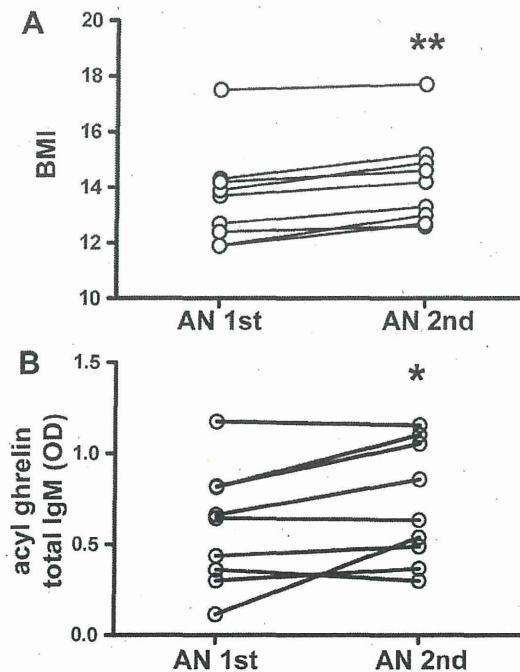 A
20
**
18
16
BMI
14
12
10
AN 1st AN 2nd
B
1.5
*
1.0
acyl ghrelin
total IgM (OD)
0.5
0.0
AN 1st AN 2nd